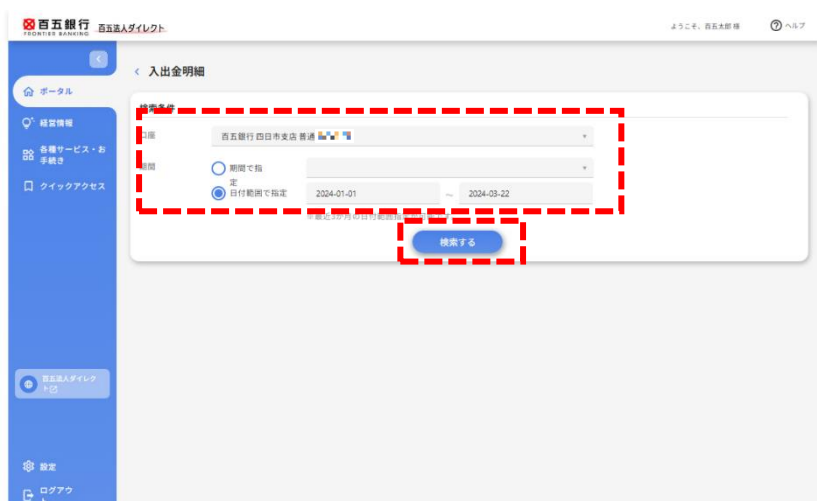 百五銀行
FRONTIER BANKING
百五法人ダイレクト
ようこそ、百五太郎 様
ヘルプ
ポータル
経営情報
各種サービス・お
手続き
クイックアクセス
百五法人ダイレク
ト
設定
ログアウ
ト
入出金明細
検索条件
口座
百五銀行 四日市支店 普通
期間
期間で指
定
日付範囲で指定
2024-01-01 ~ 2024-03-22
検索する